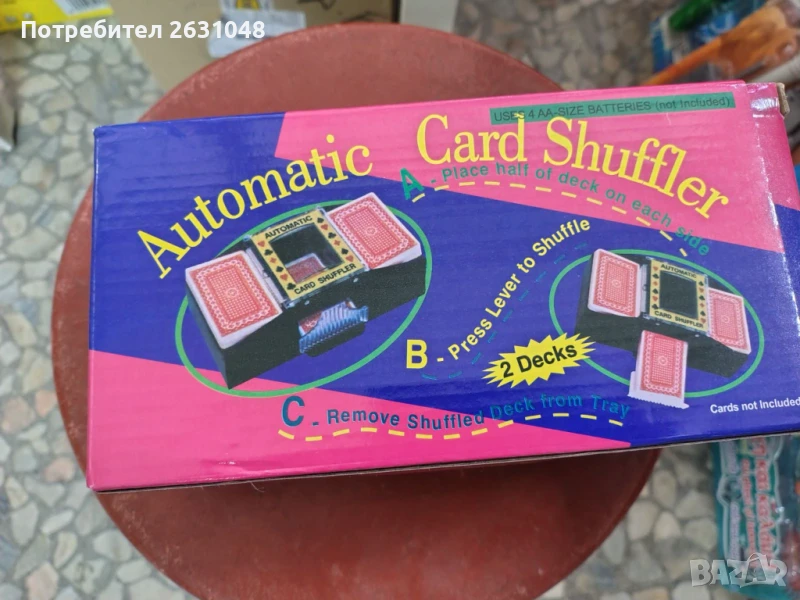 Потребител 2631048
USES 4 AA-SIZE BATTERIES (not Included)
Automatic Card Shuffler
A - Place half of deck on each side
AUTOMATIC
CARD SHUFFLER
B - Press Lever to Shuffle
AUTOMATIC
CARD SHUFFLER
2 Decks
C - Remove Shuffled Deck from Tray
Cards not Included
BAZAR